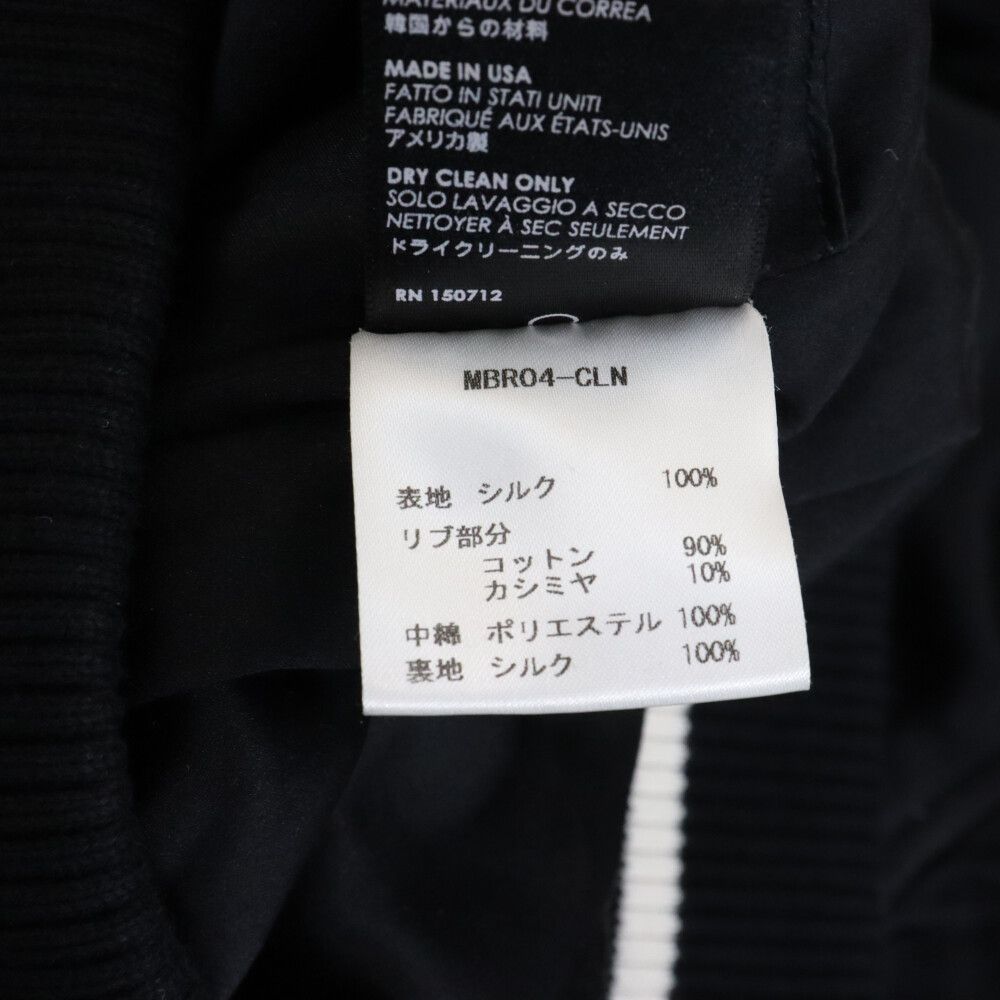 MATERIAUX DU CORREA
韓国からの材料
MADE IN USA
FATTO IN STATI UNITI
FABRIQUÉ AUX ÉTATS-UNIS
アメリカ製
DRY CLEAN ONLY
SOLO LAVAGGIO A SECCO
NETTOYER À SEC SEULEMENT
ドライクリーニングのみ
RN 150712
MBR04-CLN
表地 シルク 100%
リブ部分
コットン 90%
カシミヤ 10%
中綿 ポリエステル 100%
裏地 シルク 100%